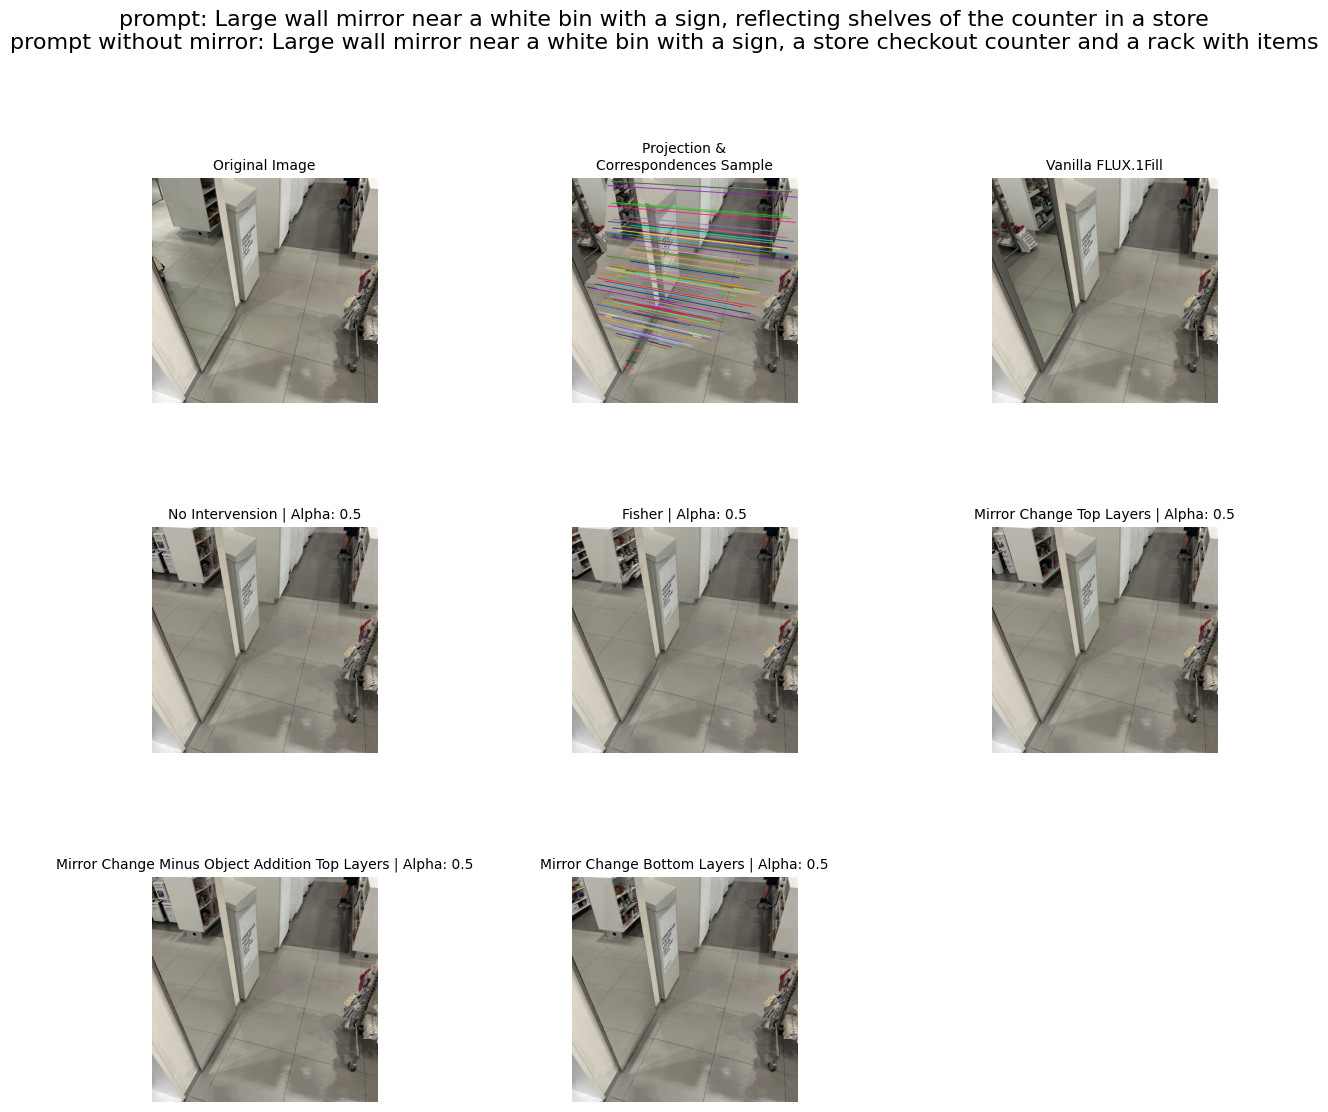 prompt: Large wall mirror near a white bin with a sign, reflecting shelves of the counter in a store
prompt without mirror: Large wall mirror near a white bin with a sign, a store checkout counter and a rack with items
Original Image
Projection &
Correspondences Sample
Vanilla FLUX.1Fill
No Intervention | Alpha: 0.5
Fisher | Alpha: 0.5
Mirror Change Top Layers | Alpha: 0.5
Mirror Change Minus Object Addition Top Layers | Alpha: 0.5
Mirror Change Bottom Layers | Alpha: 0.5